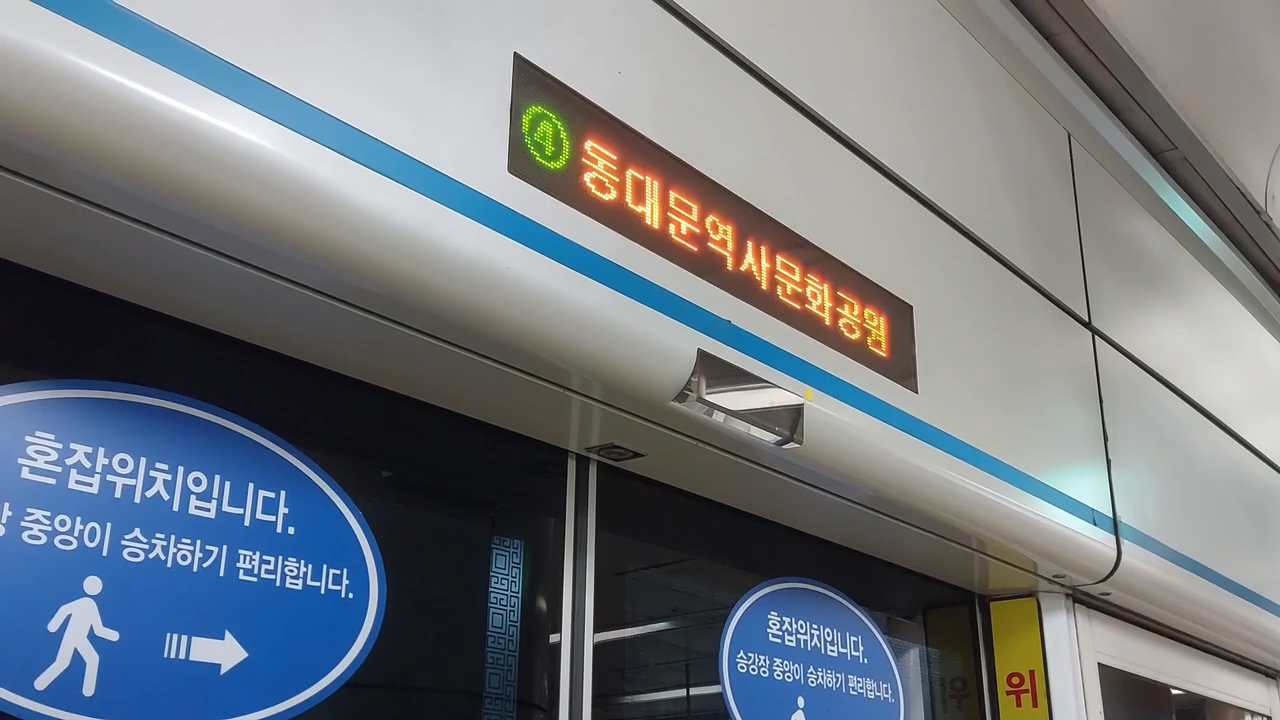 ④ 동대문역사문화공원
혼잡위치입니다.
중앙이 승차하기 편리합니다.
혼잡위치입니다.
승강장 중앙이 승차하기 편리합니다.
위